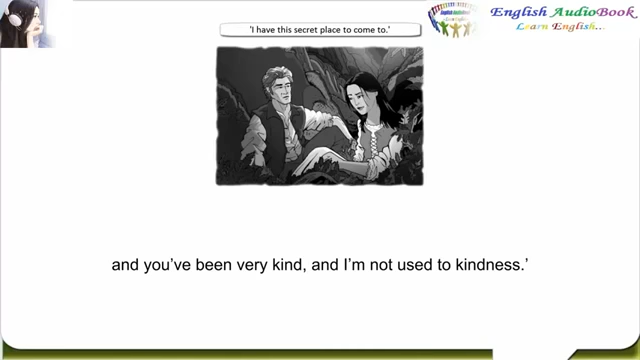 English AudioBook
Learn English...
'I have this secret place to come to.'
and you've been very kind, and I'm not used to kindness.'